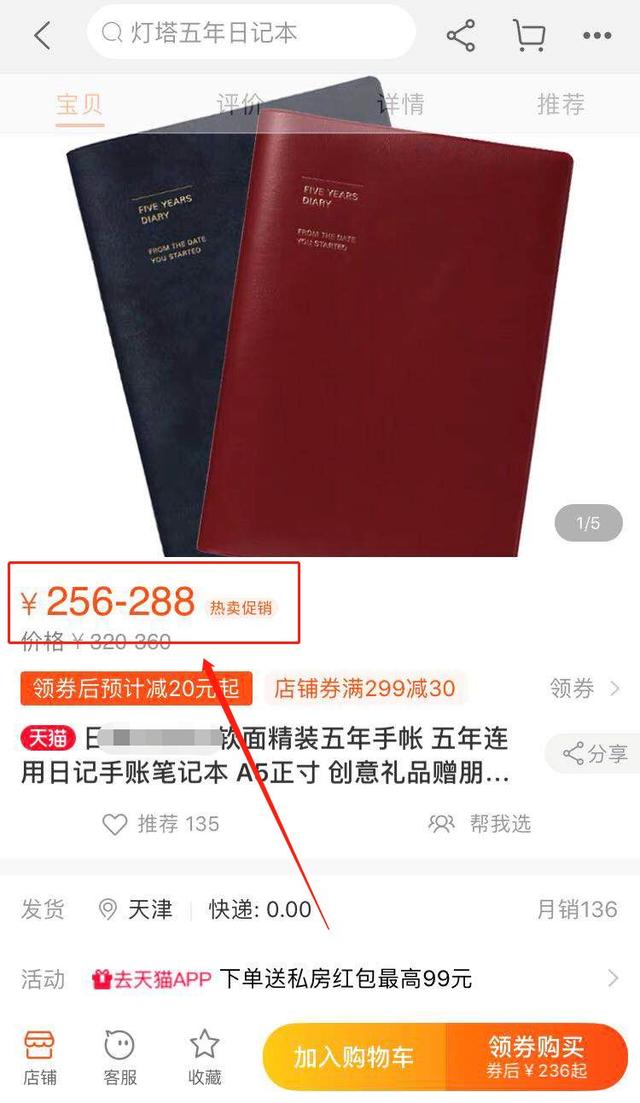 灯塔五年日记本
宝贝 评价 详情 推荐
FIVE YEARS
DIARY
FROM THE DATE
YOU STARTED
FIVE YEARS
DIARY
FROM THE DATE
YOU STARTED
1/5
¥ 256-288 热卖促销
价格 ¥ 320-360
领券后预计减20元起 店铺券满299减30 领券
天猫 日 软面精装五年手帐 五年连
用日记手账笔记本 A5正寸 创意礼品赠朋...
分享
推荐 135 帮我选
发货 天津 快递: 0.00 月销136
活动 去天猫APP 下单送私房红包最高99元
店铺 客服 收藏 加入购物车 领券购买
券后¥236起